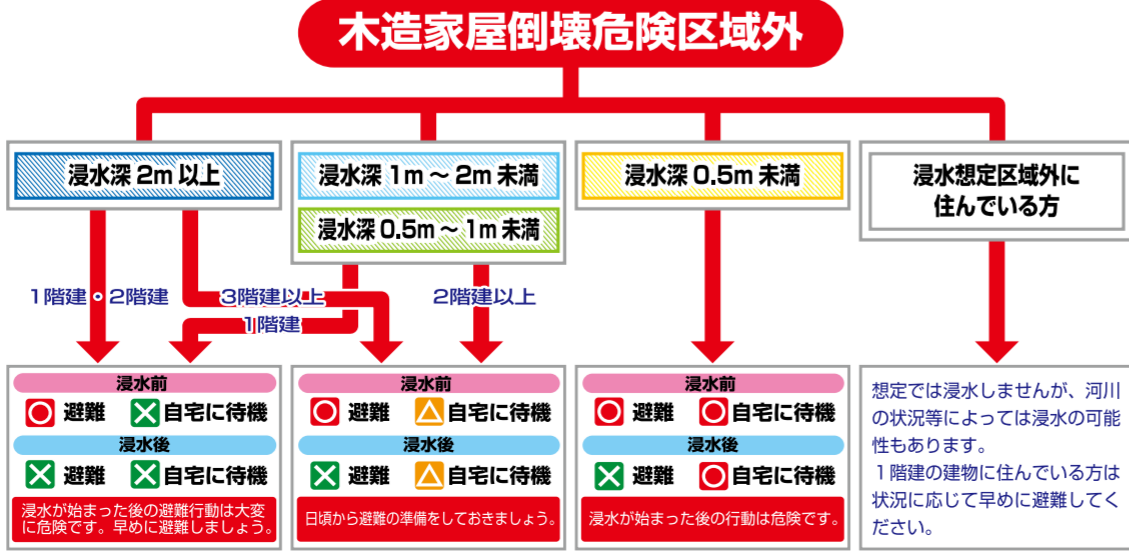 木造家屋倒壊危険区域外
浸水深 2m 以上
浸水深 1m ～ 2m 未満
浸水深 0.5m ～ 1m 未満
浸水深 0.5m 未満
浸水想定区域外に
住んでいる方
1階建・2階建
3階建以上
1階建
2階建以上
浸水前
避難 自宅に待機
浸水後
避難 自宅に待機
浸水が始まった後の避難行動は大変
に危険です。早めに避難しましょう。
浸水前
避難 自宅に待機
浸水後
避難 自宅に待機
日頃から避難の準備をしておきましょう。
浸水前
避難 自宅に待機
浸水後
避難 自宅に待機
浸水が始まった後の行動は危険です。
想定では浸水しませんが、河川
の状況等によっては浸水の可能
性もあります。
１階建の建物に住んでいる方は
状況に応じて早めに避難してく
ださい。